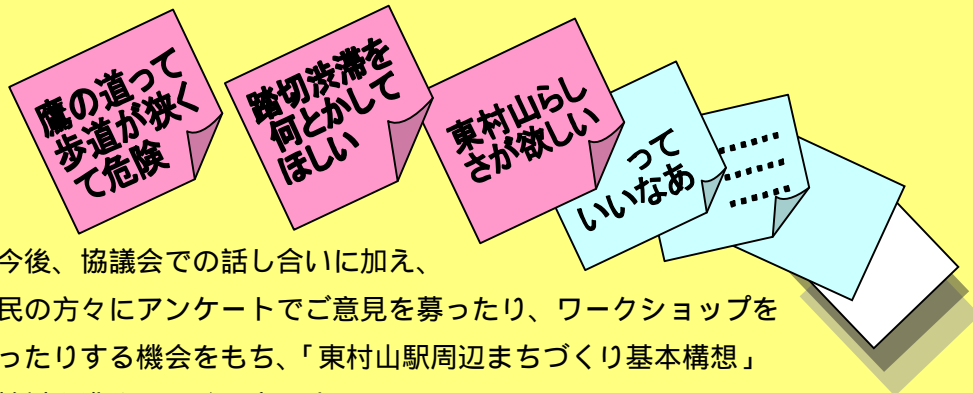 鷹の道って
歩道が狭く
て危険
踏切渋滞を
何とかして
ほしい
東村山らし
さが欲しい
って
いいなあ
……
……
……
今後、協議会での話し合いに加え、
民の方々にアンケートでご意見を募ったり、ワークショップを
ったりする機会をもち、「東村山駅周辺まちづくり基本構想」